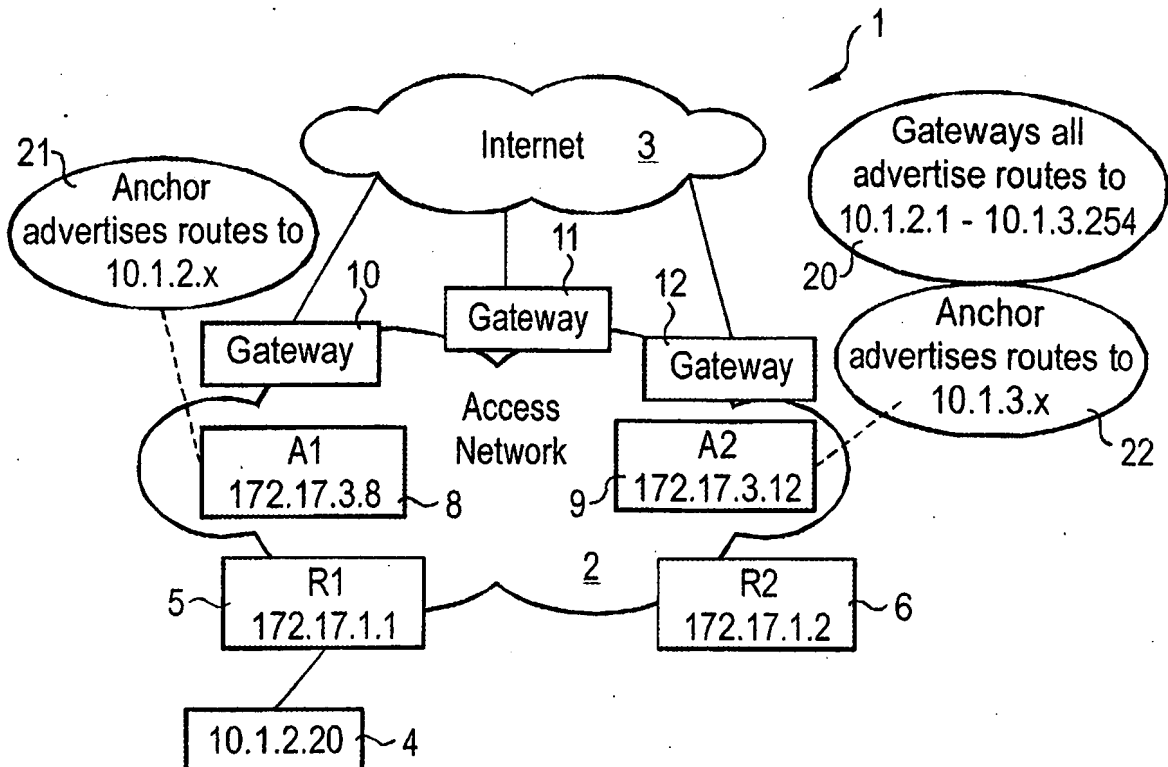 1
Internet 3
21
Anchor
advertises routes to
10.1.2.x
Gateways all
advertise routes to
10.1.2.1 - 10.1.3.254
20
10
Gateway
11
Gateway
12
Gateway
Anchor
advertises routes to
10.1.3.x
22
Access
Network
A1
172.17.3.8
8
A2
172.17.3.12
9
2
R1
172.17.1.1
5
R2
172.17.1.2
6
10.1.2.20
4